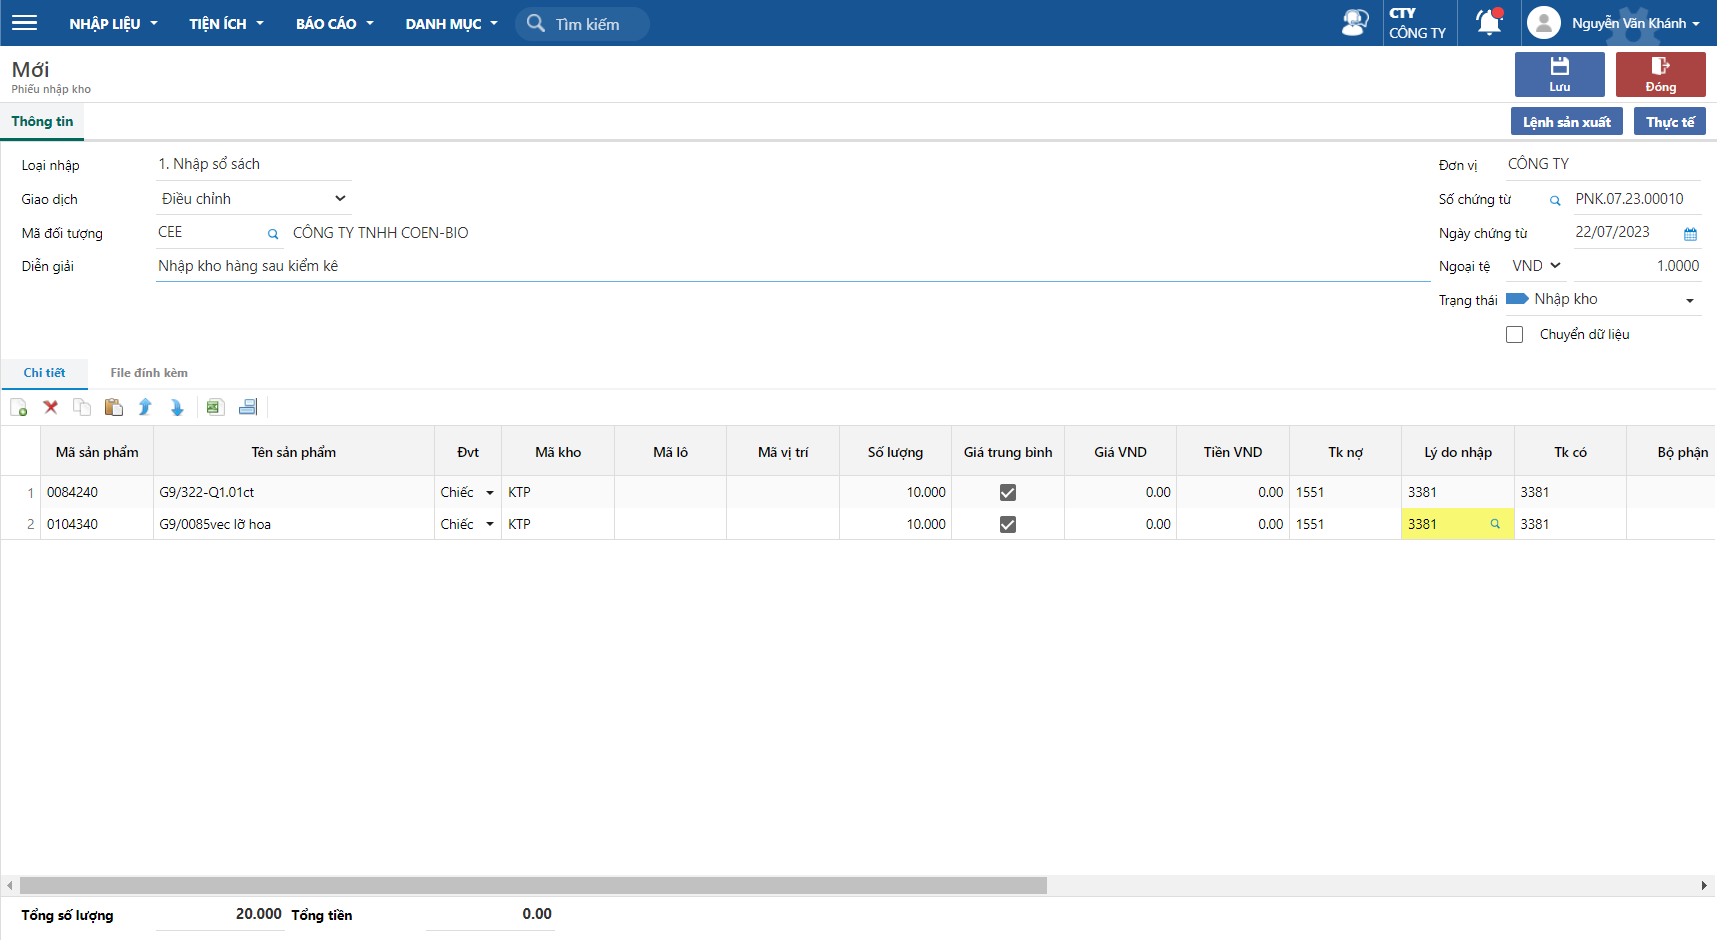 NHẬP LIỆU TIỆN ÍCH BÁO CÁO DANH MỤC Tìm kiếm CTY CÔNG TY Nguyễn Văn Khánh
Mới
Phiếu nhập kho
Lưu Đóng
Thông tin Lệnh sản xuất Thực tế
Loại nhập 1. Nhập sổ sách Đơn vị CÔNG TY
Giao dịch Điều chỉnh Số chứng từ PNK.07.23.00010
Mã đối tượng CEE CÔNG TY TNHH COEN-BIO Ngày chứng từ 22/07/2023
Diễn giải Nhập kho hàng sau kiểm kê Ngoại tệ VND 1.0000
Trạng thái Nhập kho
Chuyển dữ liệu
Chi tiết File đính kèm
Mã sản phẩm Tên sản phẩm Đvt Mã kho Mã lô Mã vị trí Số lượng Giá trung bình Giá VND Tiền VND Tk nợ Lý do nhập Tk có Bộ phận
1 0084240 G9/322-Q1.01ct Chiếc KTP 10.000 0.00 0.00 1551 3381 3381
2 0104340 G9/0085vec lỡ hoa Chiếc KTP 10.000 0.00 0.00 1551 3381 3381
Tổng số lượng 20.000 Tổng tiền 0.00